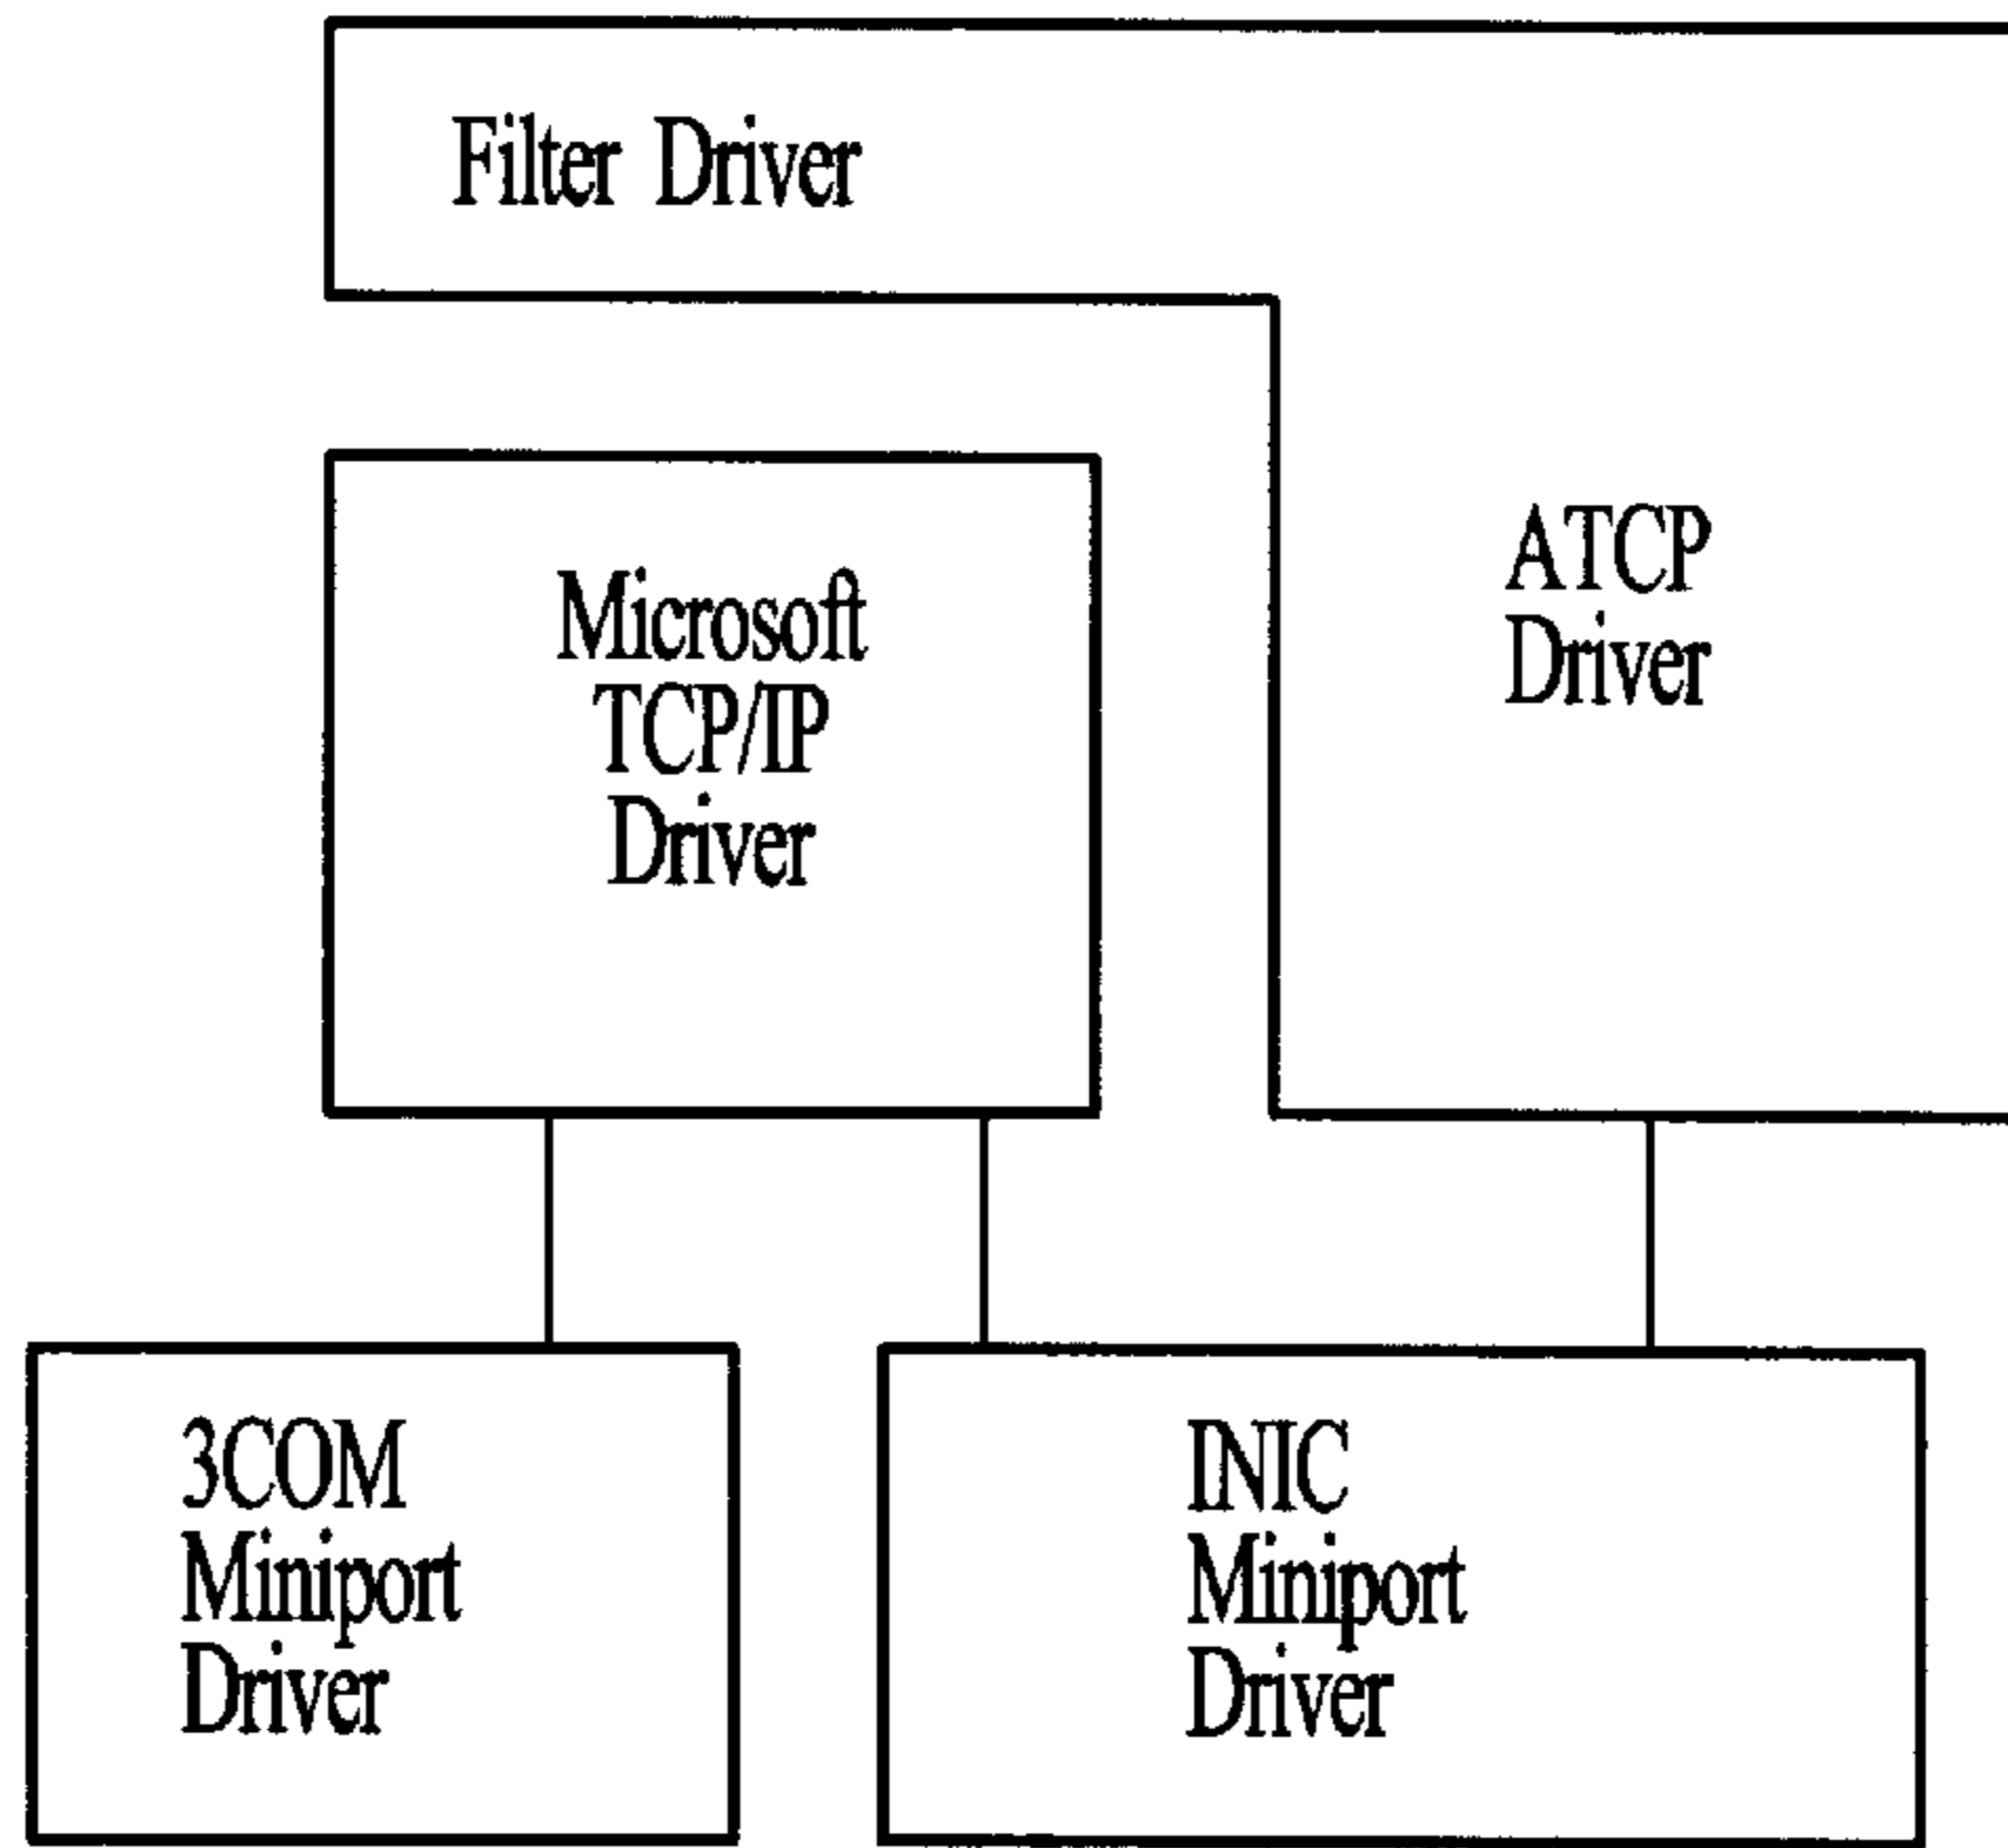 Filter Driver
ATCP
Driver
Microsoft
TCP/IP
Driver
3COM
Miniport
Driver
INIC
Miniport
Driver